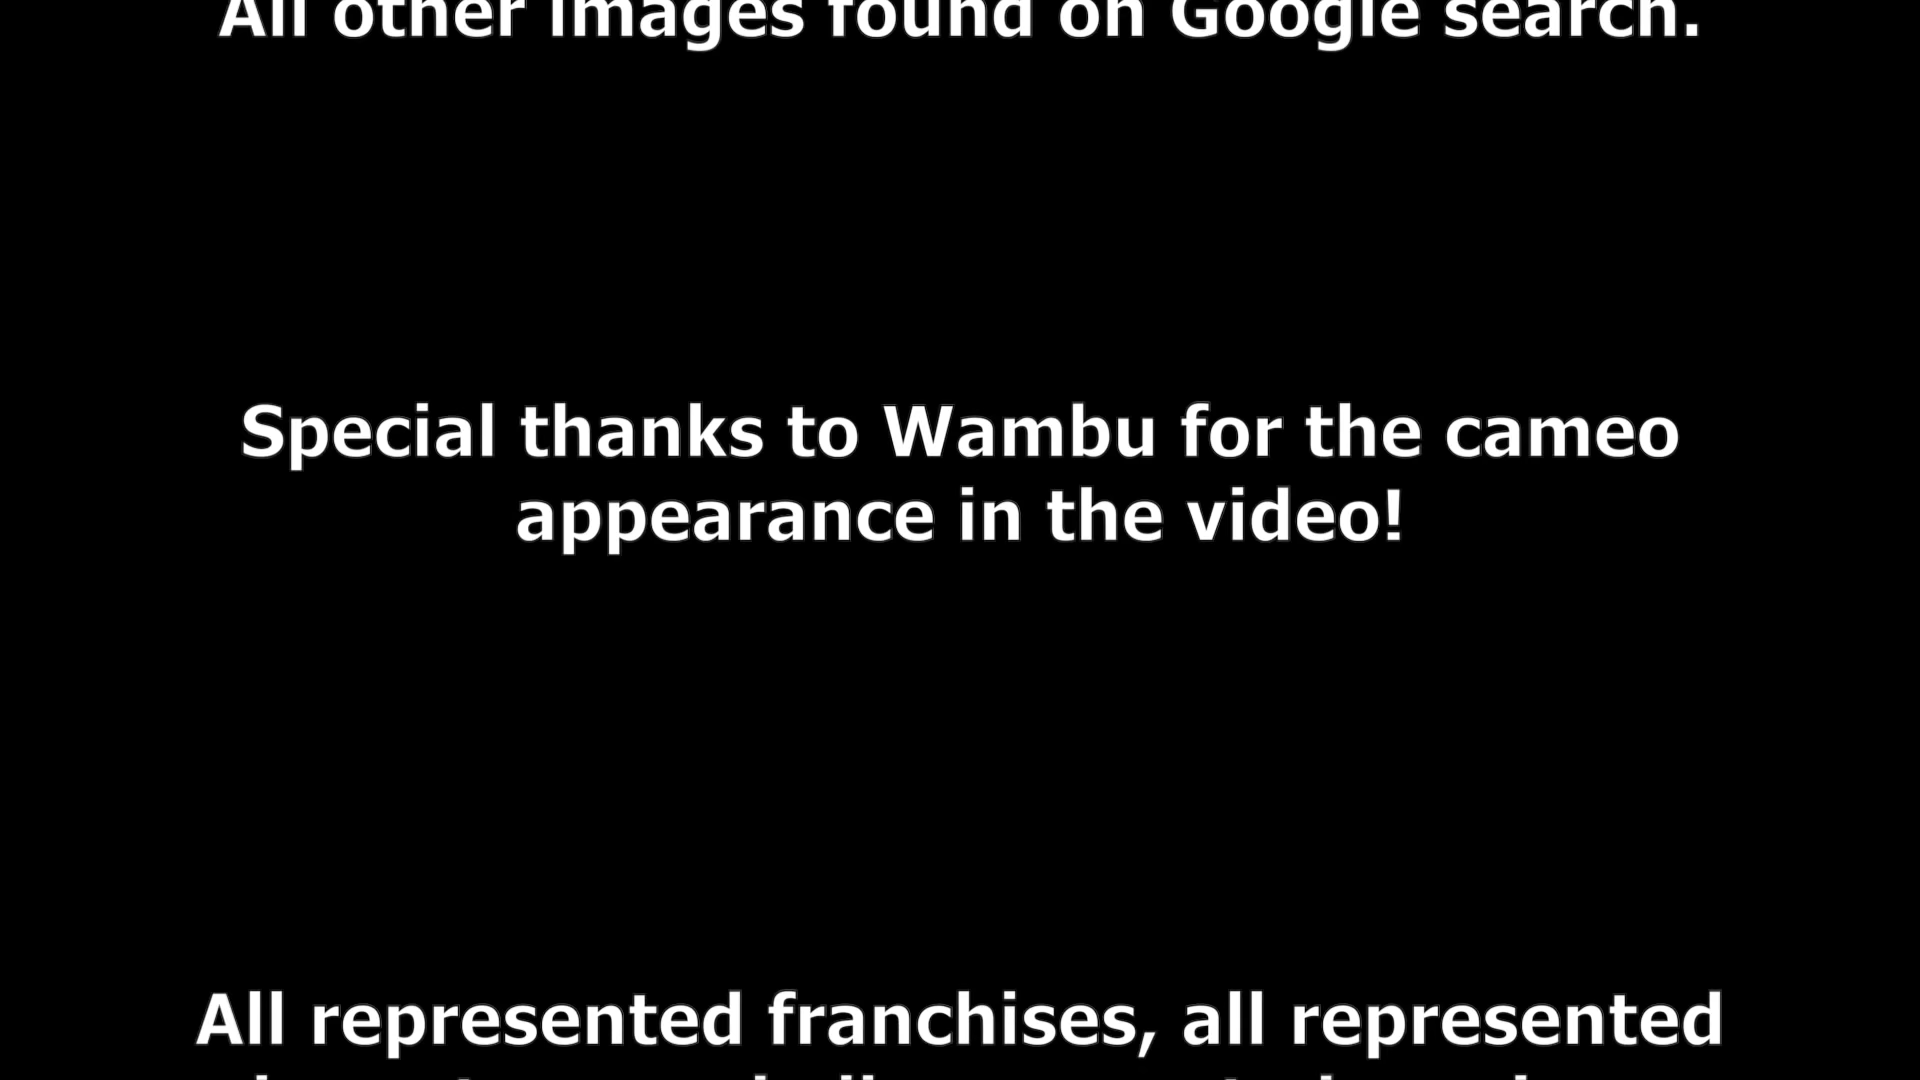 All other images found on Google search.
Special thanks to Wambu for the cameo
appearance in the video!
All represented franchises, all represented